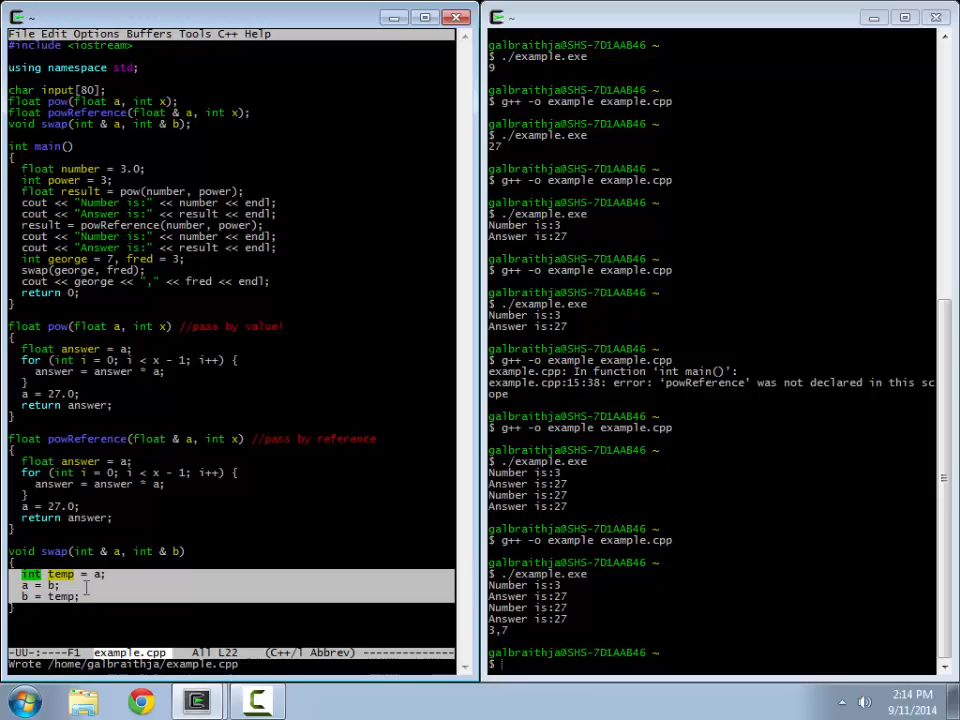 ~
File Edit Options Buffers Tools C++ Help
#include <iostream>
using namespace std;
char input[80];
float pow(float a, int x);
float powReference(float & a, int x);
void swap(int & a, int & b);
int main()
{
float number = 3.0;
int power = 3;
float result = pow(number, power);
cout << "Number is:" << number << endl;
cout << "Answer is:" << result << endl;
result = powReference(number, power);
cout << "Number is:" << number << endl;
cout << "Answer is:" << result << endl;
int george = 7, fred = 3;
swap(george, fred);
cout << george << "," << fred << endl;
return 0;
}
float pow(float a, int x) //pass by value!
{
float answer = a;
for (int i = 0; i < x - 1; i++) {
answer = answer * a;
}
a = 27.0;
return answer;
}
float powReference(float & a, int x) //pass by reference
{
float answer = a;
for (int i = 0; i < x - 1; i++) {
answer = answer * a;
}
a = 27.0;
return answer;
}
void swap(int & a, int & b)
{
int temp = a;
a = b;
b = temp;
}
-UU-:----F1 example.cpp All L22 (C++/l Abbrev) --------------
Wrote /home/galbraithja/example.cpp
~
galbraithja@SHS-7D1AAB46 ~
$ ./example.exe
9
galbraithja@SHS-7D1AAB46 ~
$ g++ -o example example.cpp
galbraithja@SHS-7D1AAB46 ~
$ ./example.exe
27
galbraithja@SHS-7D1AAB46 ~
$ g++ -o example example.cpp
galbraithja@SHS-7D1AAB46 ~
$ ./example.exe
Number is:3
Answer is:27
galbraithja@SHS-7D1AAB46 ~
$ g++ -o example example.cpp
galbraithja@SHS-7D1AAB46 ~
$ ./example.exe
Number is:3
Answer is:27
galbraithja@SHS-7D1AAB46 ~
$ g++ -o example example.cpp
example.cpp: In function ‘int main()’:
example.cpp:15:38: error: ‘powReference’ was not declared in this sc
ope
galbraithja@SHS-7D1AAB46 ~
$ g++ -o example example.cpp
galbraithja@SHS-7D1AAB46 ~
$ ./example.exe
Number is:3
Answer is:27
Number is:27
Answer is:27
galbraithja@SHS-7D1AAB46 ~
$ g++ -o example example.cpp
galbraithja@SHS-7D1AAB46 ~
$ ./example.exe
Number is:3
Answer is:27
Number is:27
Answer is:27
3,7
galbraithja@SHS-7D1AAB46 ~
$
2:14 PM
9/11/2014